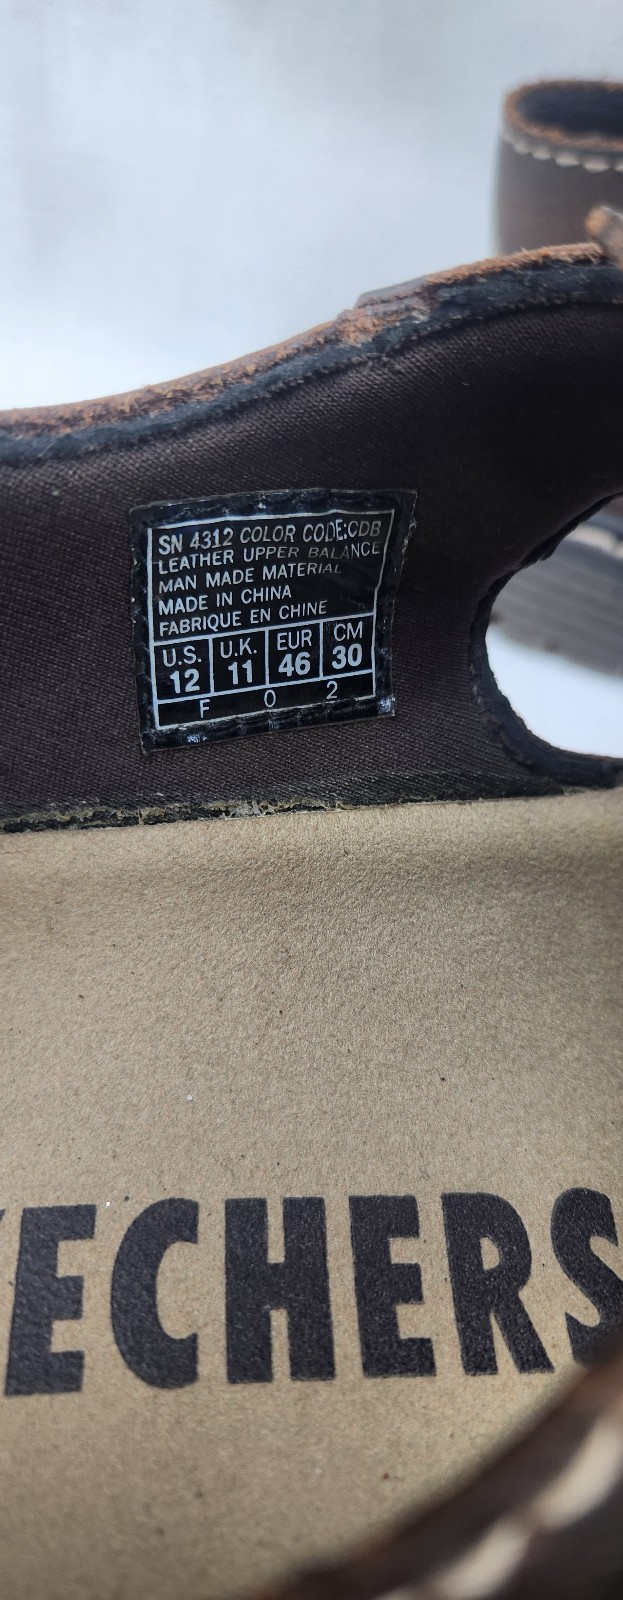 SN 4312 COLOR CODE:CDB
LEATHER UPPER BALANCE
MAN MADE MATERIAL
MADE IN CHINA
FABRIQUE EN CHINE
U.S. U.K. EUR CM
12 11 46 30
F 0 2
KECHERS